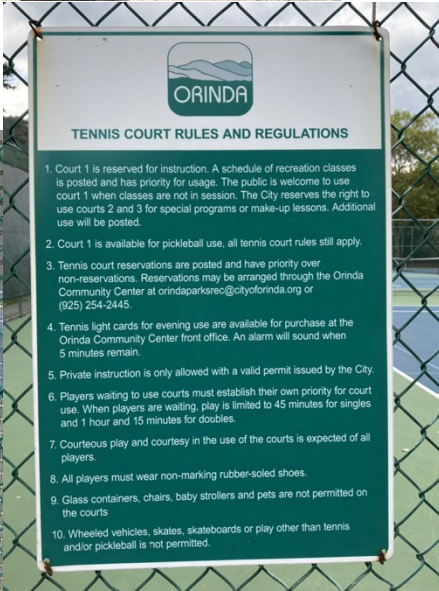 ORINDA
TENNIS COURT RULES AND REGULATIONS
1. Court 1 is reserved for instruction. A schedule of recreation classes
is posted and has priority for usage. The public is welcome to use
court 1 when classes are not in session. The City reserves the right to
use courts 2 and 3 for special programs or make-up lessons. Additional
use will be posted.
2. Court 1 is available for pickleball use, all tennis court rules still apply.
3. Tennis court reservations are posted and have priority over
non-reservations. Reservations may be arranged through the Orinda
Community Center at orindaparksrec@cityoforinda.org or
(925) 254-2445.
4. Tennis light cards for evening use are available for purchase at the
Orinda Community Center front office. An alarm will sound when
5 minutes remain.
5. Private instruction is only allowed with a valid permit issued by the City.
6. Players waiting to use courts must establish their own priority for court
use. When players are waiting, play is limited to 45 minutes for singles
and 1 hour and 15 minutes for doubles.
7. Courteous play and courtesy in the use of the courts is expected of all
players.
8. All players must wear non-marking rubber-soled shoes.
9. Glass containers, chairs, baby strollers and pets are not permitted on
the courts
10. Wheeled vehicles, skates, skateboards or play other than tennis
and/or pickleball is not permitted.